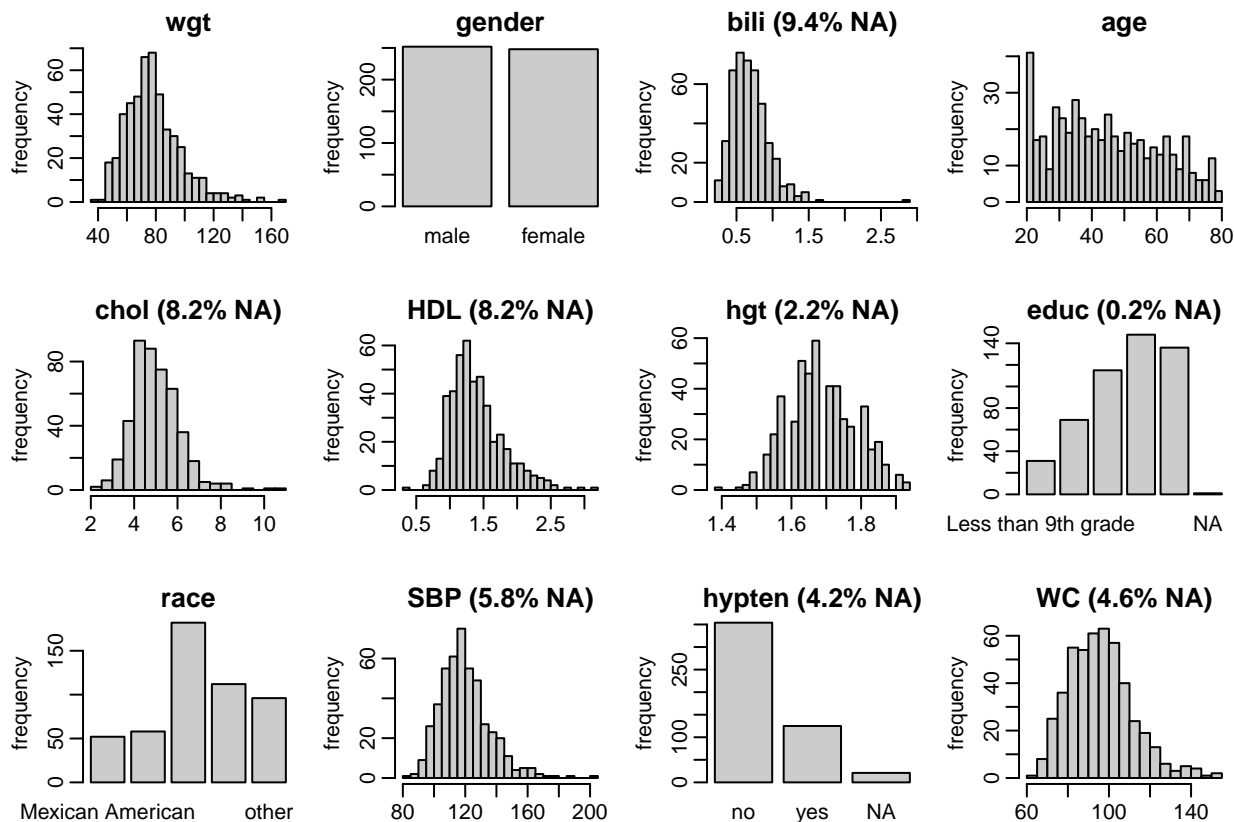 wgt
frequency
0 20 40 60
40 80 120 160
gender
frequency
0 100 200
male female
bili (9.4% NA)
frequency
0 20 60
0.5 1.5 2.5
age
frequency
0 10 30
20 30 40 50 60 70 80
chol (8.2% NA)
frequency
0 40 80
2 4 6 8 10
HDL (8.2% NA)
frequency
0 20 40 60
0.5 1.5 2.5
hgt (2.2% NA)
frequency
0 20 40 60
1.4 1.6 1.8
educ (0.2% NA)
frequency
0 40 80 140
Less than 9th grade NA
race
frequency
0 50 150
Mexican American other
SBP (5.8% NA)
frequency
0 20 60
80 120 160 200
hypten (4.2% NA)
frequency
0 100 250
no yes NA
WC (4.6% NA)
frequency
0 20 40 60
60 100 140